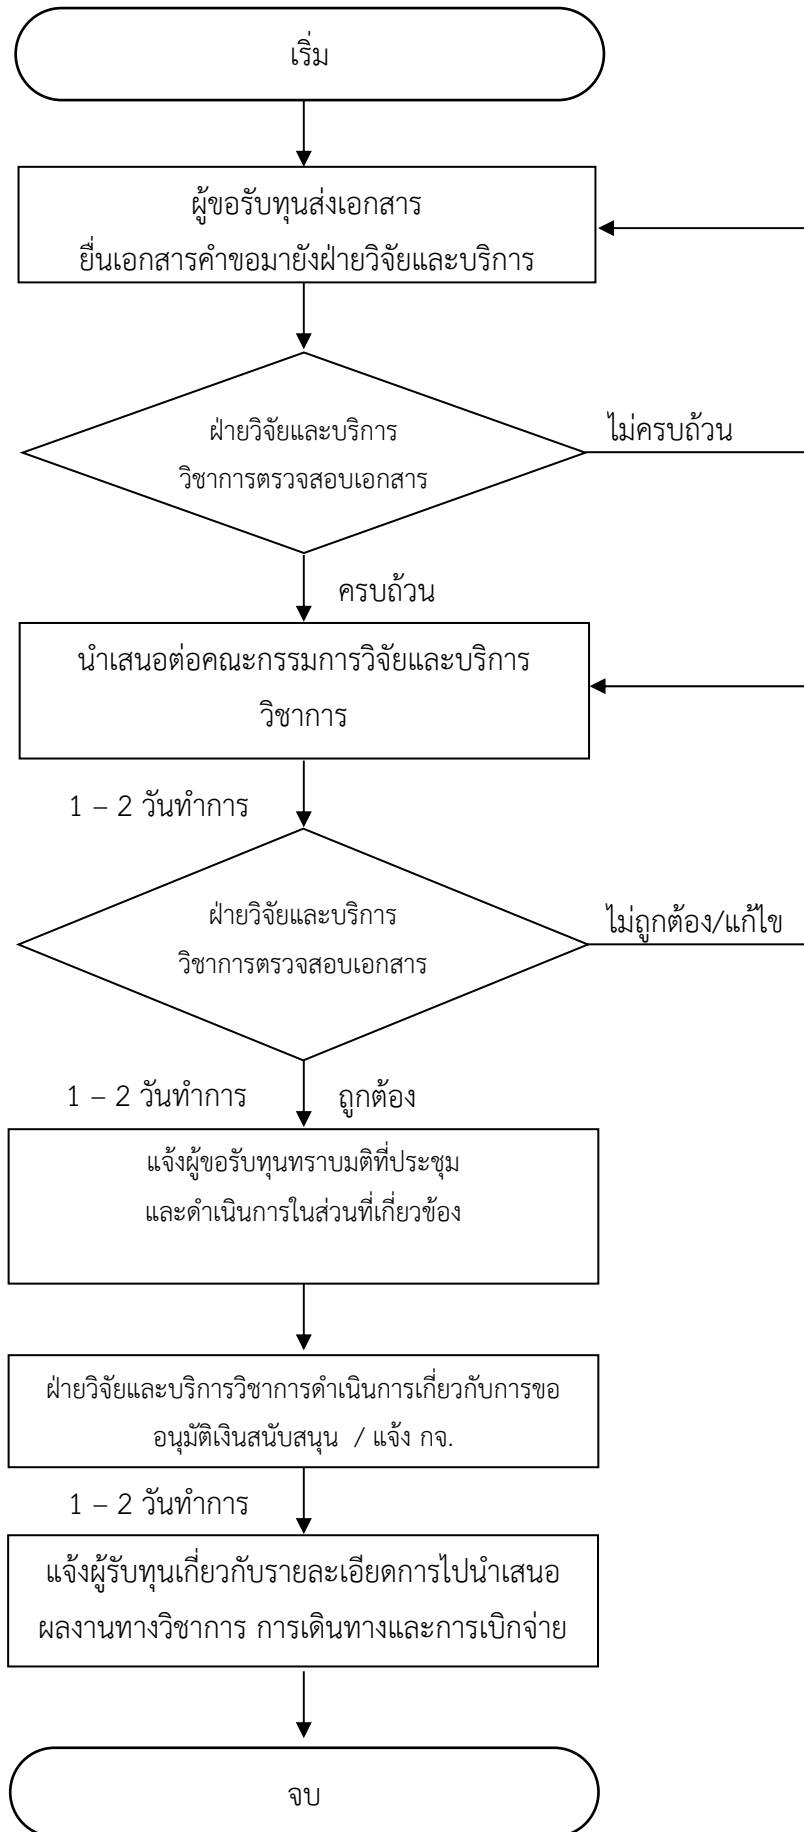 เริ่ม
ผู้ขอรับทุนส่งเอกสาร
ยื่นเอกสารคำขอมายังฝ่ายวิจัยและบริการ
ฝ่ายวิจัยและบริการ
วิชาการตรวจสอบเอกสาร
ไม่ครบถ้วน
ครบถ้วน
นำเสนอต่อคณะกรรมการวิจัยและบริการ
วิชาการ
1 – 2 วันทำการ
ฝ่ายวิจัยและบริการ
วิชาการตรวจสอบเอกสาร
ไม่ถูกต้อง/แก้ไข
1 – 2 วันทำการ
ถูกต้อง
แจ้งผู้ขอรับทุนทราบมติที่ประชุม
และดำเนินการในส่วนที่เกี่ยวข้อง
ฝ่ายวิจัยและบริการวิชาการดำเนินการเกี่ยวกับการขอ
อนุมัติเงินสนับสนุน / แจ้ง กจ.
1 – 2 วันทำการ
แจ้งผู้รับทุนเกี่ยวกับรายละเอียดการไปนำเสนอ
ผลงานทางวิชาการ การเดินทางและการเบิกจ่าย
จบ